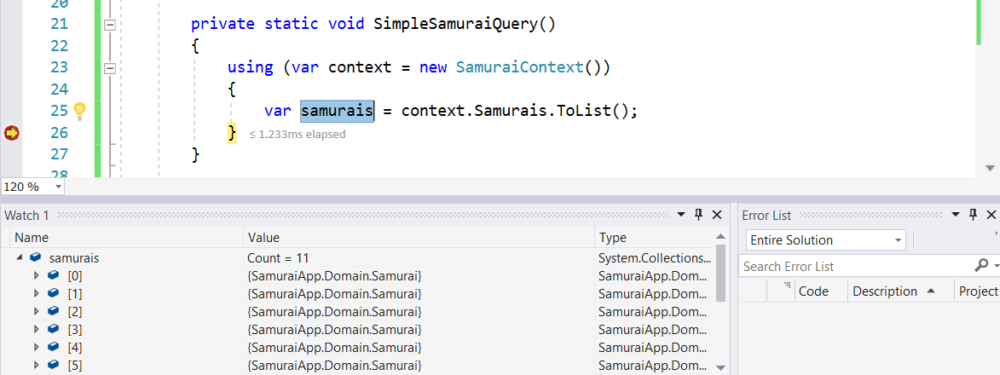 20
21 private static void SimpleSamuraiQuery()
22 {
23 using (var context = new SamuraiContext())
24 {
25 var samurais = context.Samurais.ToList();
26 } ≤ 1.233ms elapsed
27 }
28
120 %
Watch 1
Name Value Type
samurais Count = 11 System.Collections...
[0] {SamuraiApp.Domain.Samurai} SamuraiApp.Dom...
[1] {SamuraiApp.Domain.Samurai} SamuraiApp.Dom...
[2] {SamuraiApp.Domain.Samurai} SamuraiApp.Dom...
[3] {SamuraiApp.Domain.Samurai} SamuraiApp.Dom...
[4] {SamuraiApp.Domain.Samurai} SamuraiApp.Dom...
[5] {SamuraiApp.Domain.Samurai} SamuraiApp.Dom...
Error List
Entire Solution
Search Error List
Code Description Project